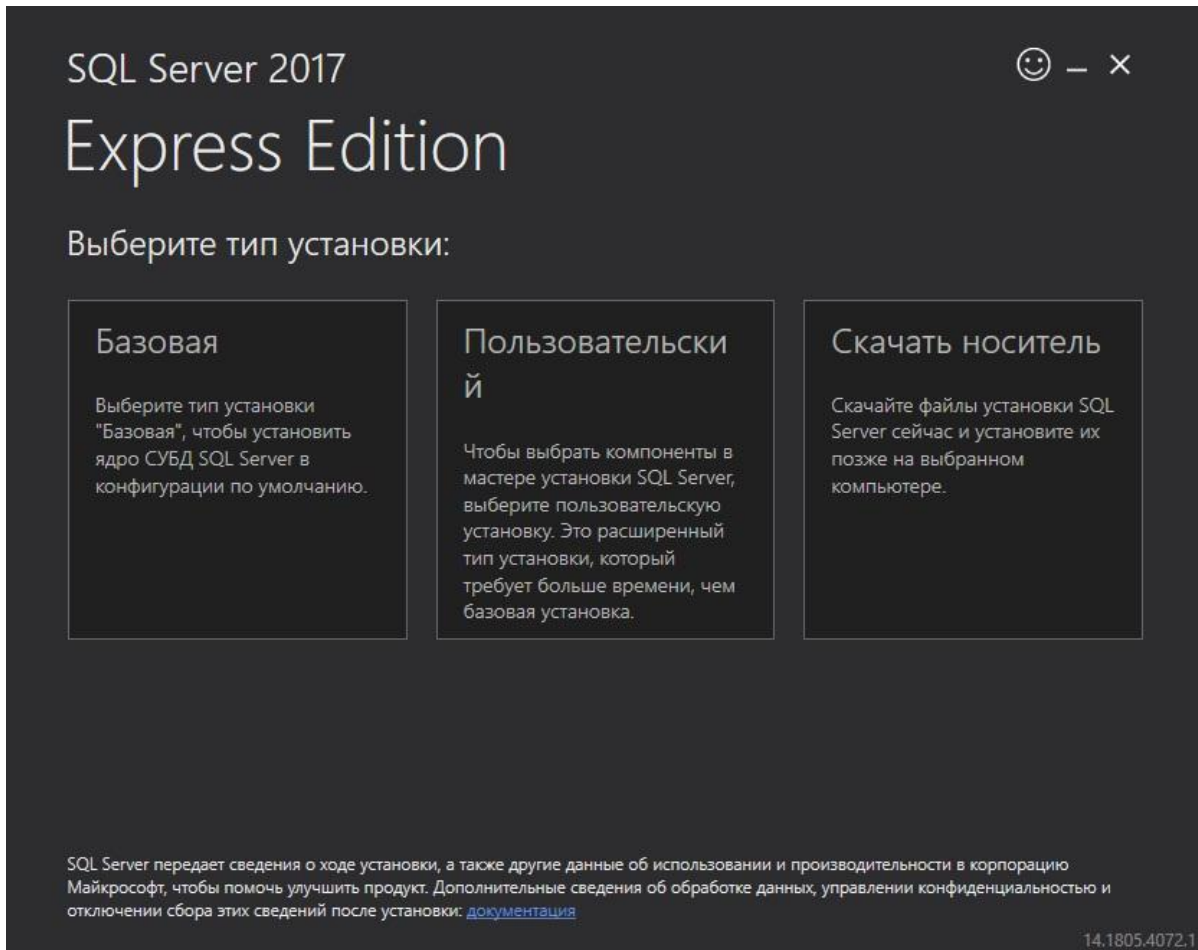 SQL Server 2017
Express Edition
Выберите тип установки:
Базовая
Выберите тип установки
"Базовая", чтобы установить
ядро СУБД SQL Server в
конфигурации по умолчанию.
Пользовательски
й
Чтобы выбрать компоненты в
мастере установки SQL Server,
выберите пользовательскую
установку. Это расширенный
тип установки, который
требует больше времени, чем
базовая установка.
Скачать носитель
Скачайте файлы установки SQL
Server сейчас и установите их
позже на выбранном
компьютере.
SQL Server передает сведения о ходе установки, а также другие данные об использовании и производительности в корпорацию
Майкрософт, чтобы помочь улучшить продукт. Дополнительные сведения об обработке данных, управлении конфиденциальностью и
отключении сбора этих сведений после установки: документация
14.1805.4072.1